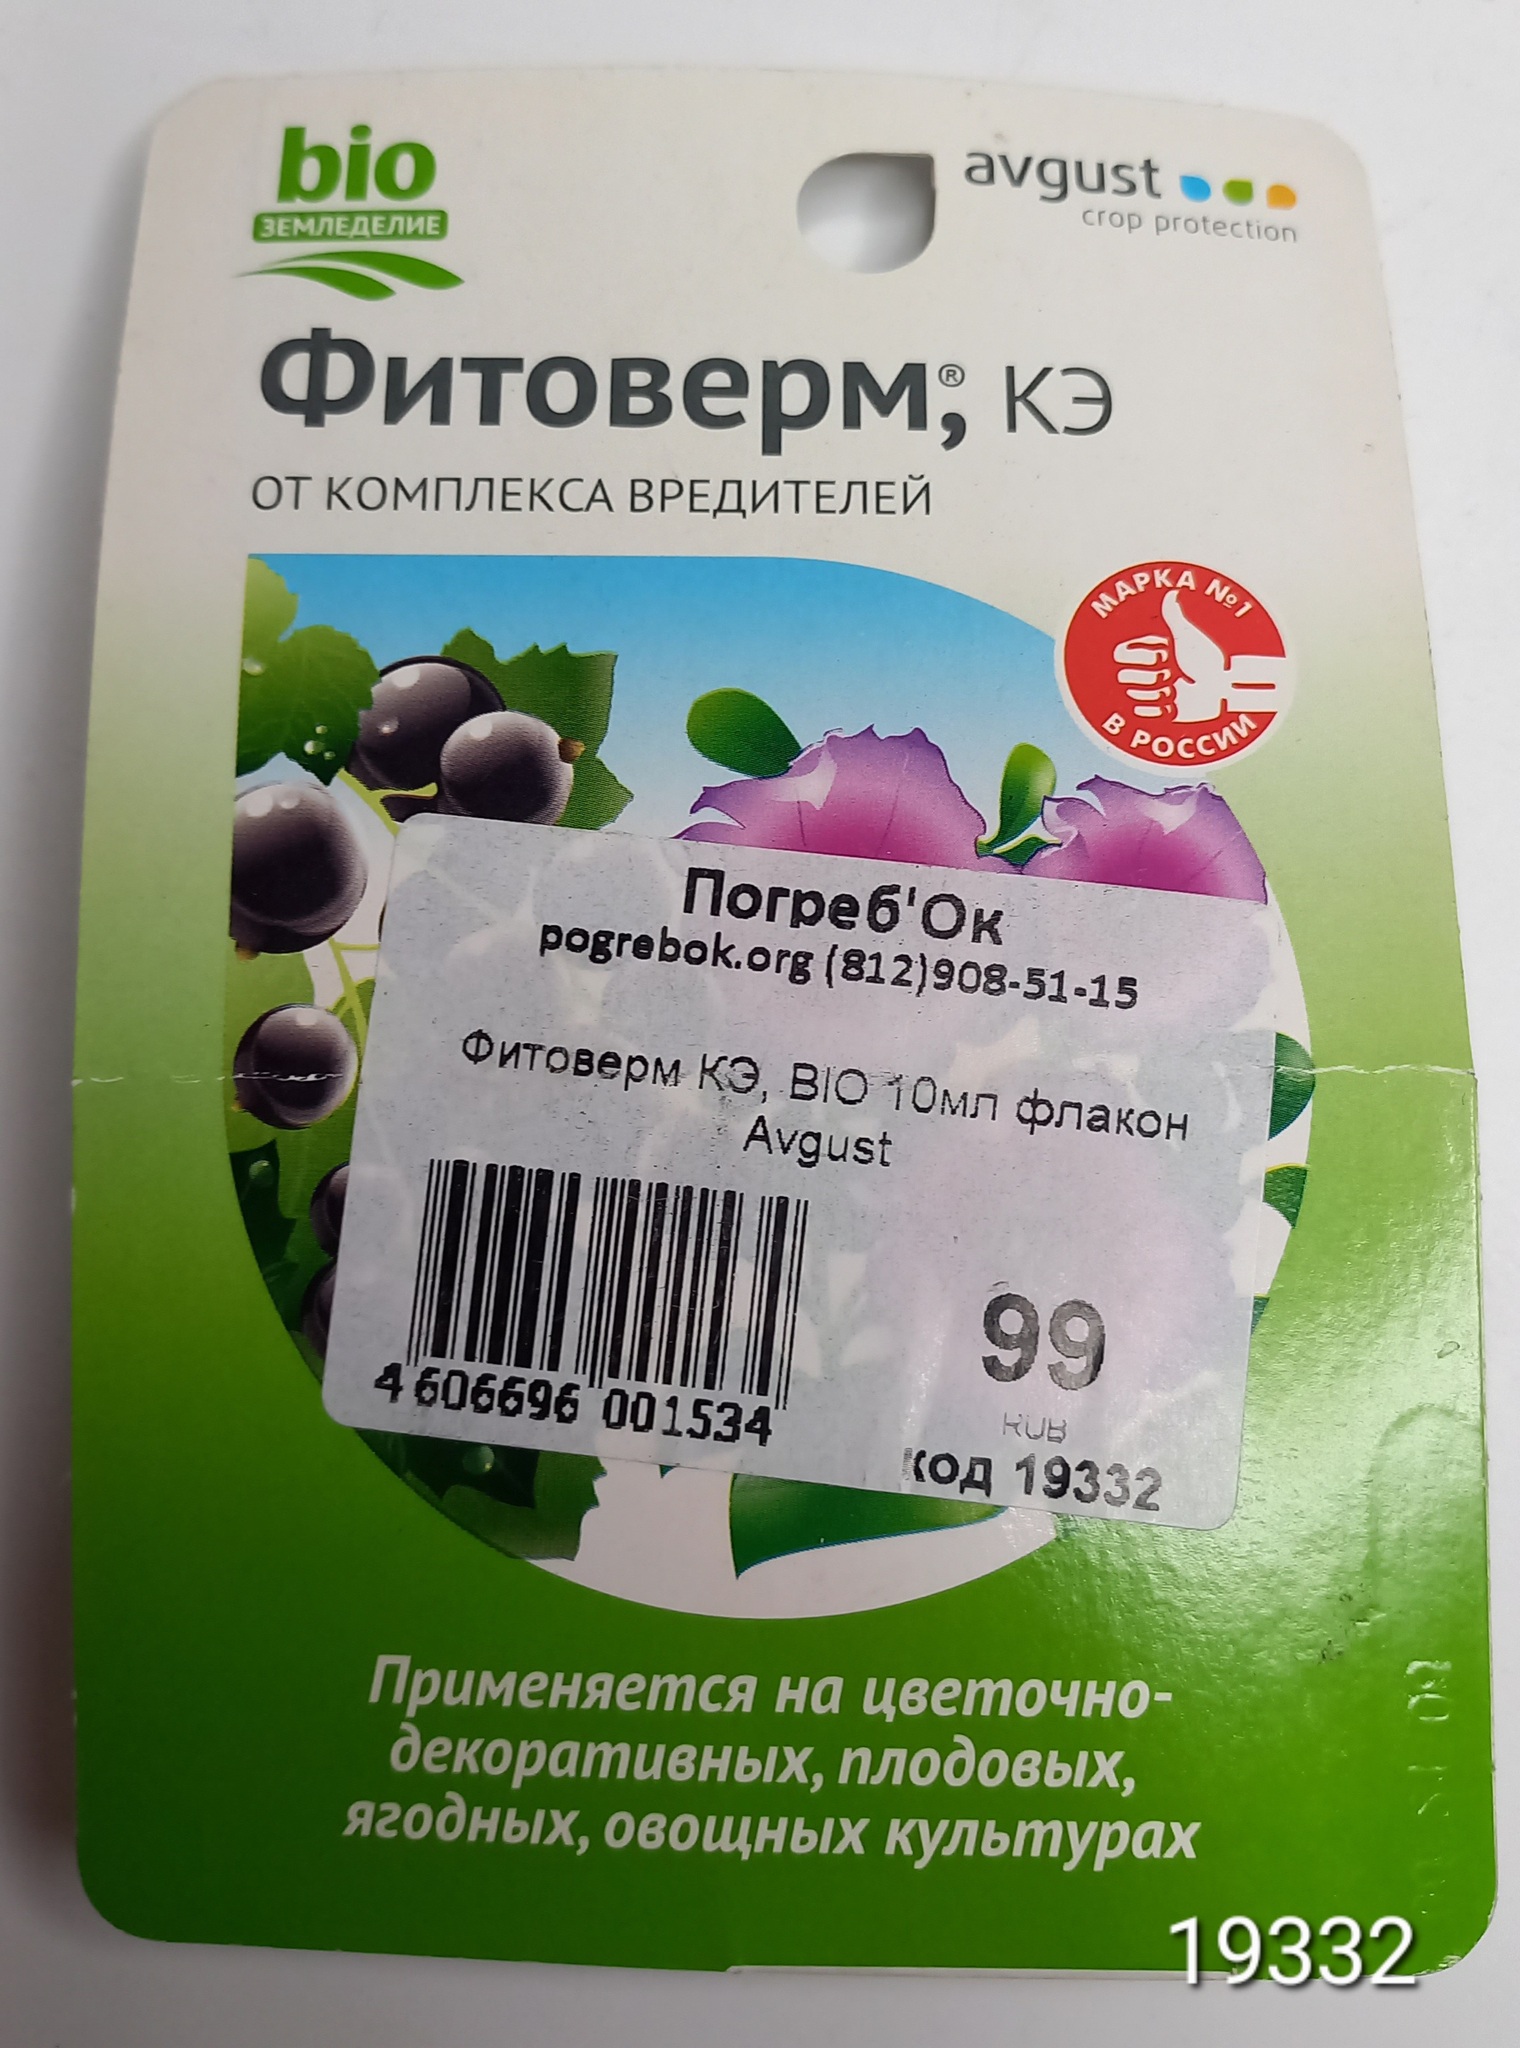 bio
ЗЕМЛЕДЕЛИЕ
avgust
crop protection
Фитоверм®, КЭ
ОТ КОМПЛЕКСА ВРЕДИТЕЛЕЙ
МАРКА №1
В РОССИИ
Погреб'Ок
pogrebok.org (812)908-51-15
Фитоверм КЭ, BIO 10мл флакон
Avgust
4 606696 001534
99
RUB
код 19332
Применяется на цветочно-
декоративных, плодовых,
ягодных, овощных культурах
19332